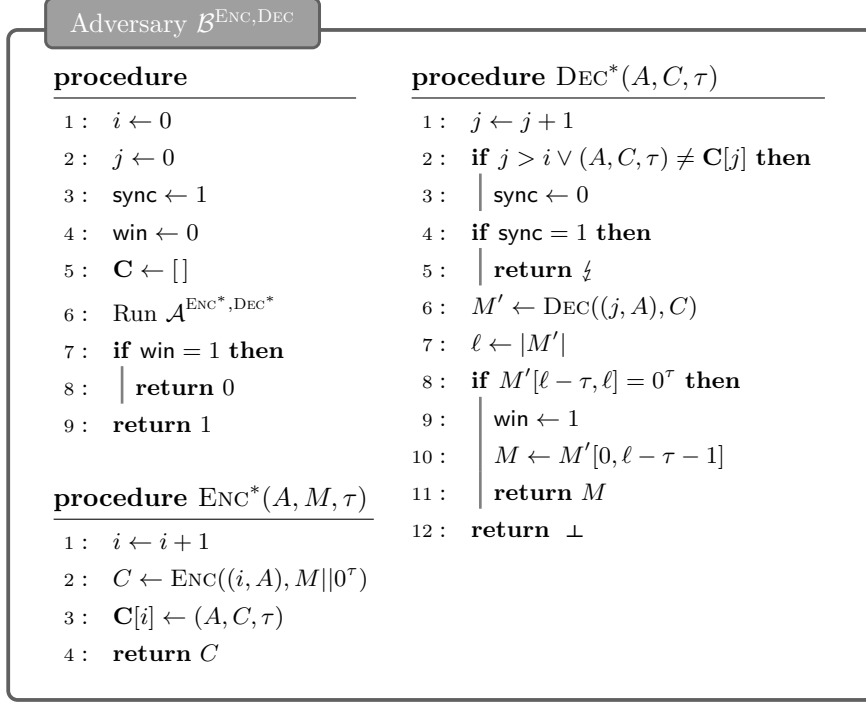 Adversary 𝓑^{Enc,Dec}
procedure
1 : i ← 0
2 : j ← 0
3 : sync ← 1
4 : win ← 0
5 : C ← [ ]
6 : Run 𝒜^{Enc*,Dec*}
7 : if win = 1 then
8 : return 0
9 : return 1
procedure Enc*(A, M, τ)
1 : i ← i + 1
2 : C ← Enc((i, A), M||0^τ)
3 : C[i] ← (A, C, τ)
4 : return C
procedure Dec*(A, C, τ)
1 : j ← j + 1
2 : if j > i ∨ (A, C, τ) ≠ C[j] then
3 : sync ← 0
4 : if sync = 1 then
5 : return ↯
6 : M′ ← Dec((j, A), C)
7 : ℓ ← |M′|
8 : if M′[ℓ − τ, ℓ] = 0^τ then
9 : win ← 1
10 : M ← M′[0, ℓ − τ − 1]
11 : return M
12 : return ⊥